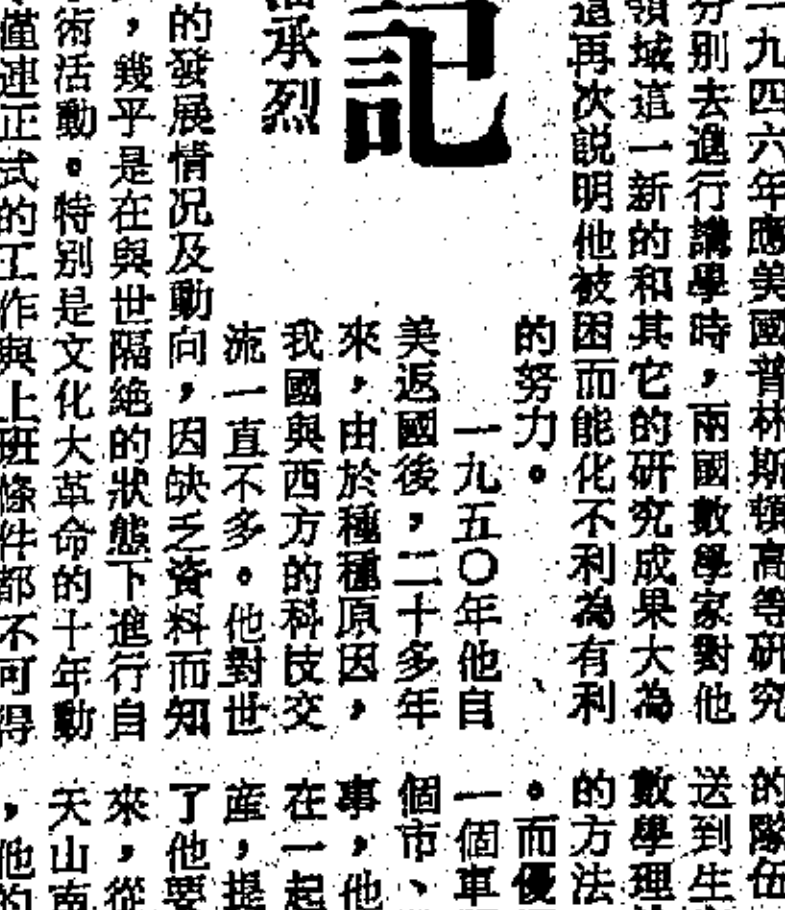 一九四六年應美國普林斯頓高等研究
分别去進行講學時，兩國數學家對他
領域這一新的和其它的研究成果大為
這再次説明他被困而能化不利為有利
的努力。
記
潘承烈
一九五〇年他自
美返國後，二十多年
來，由於種種原因，
我國與西方的科技交
流一直不多。他對世
的發展情况及動向，因缺乏資料而知
，幾乎是在與世隔絶的狀態下進行自
術活動。特别是文化大革命的十年動
僅連正式的工作與上班條件都不可得
的隊伍
送到生
數學理
的方法
。而優
一個車
個市、
事，他
在一起
産，提
了他要
來，從
天山南
，他的